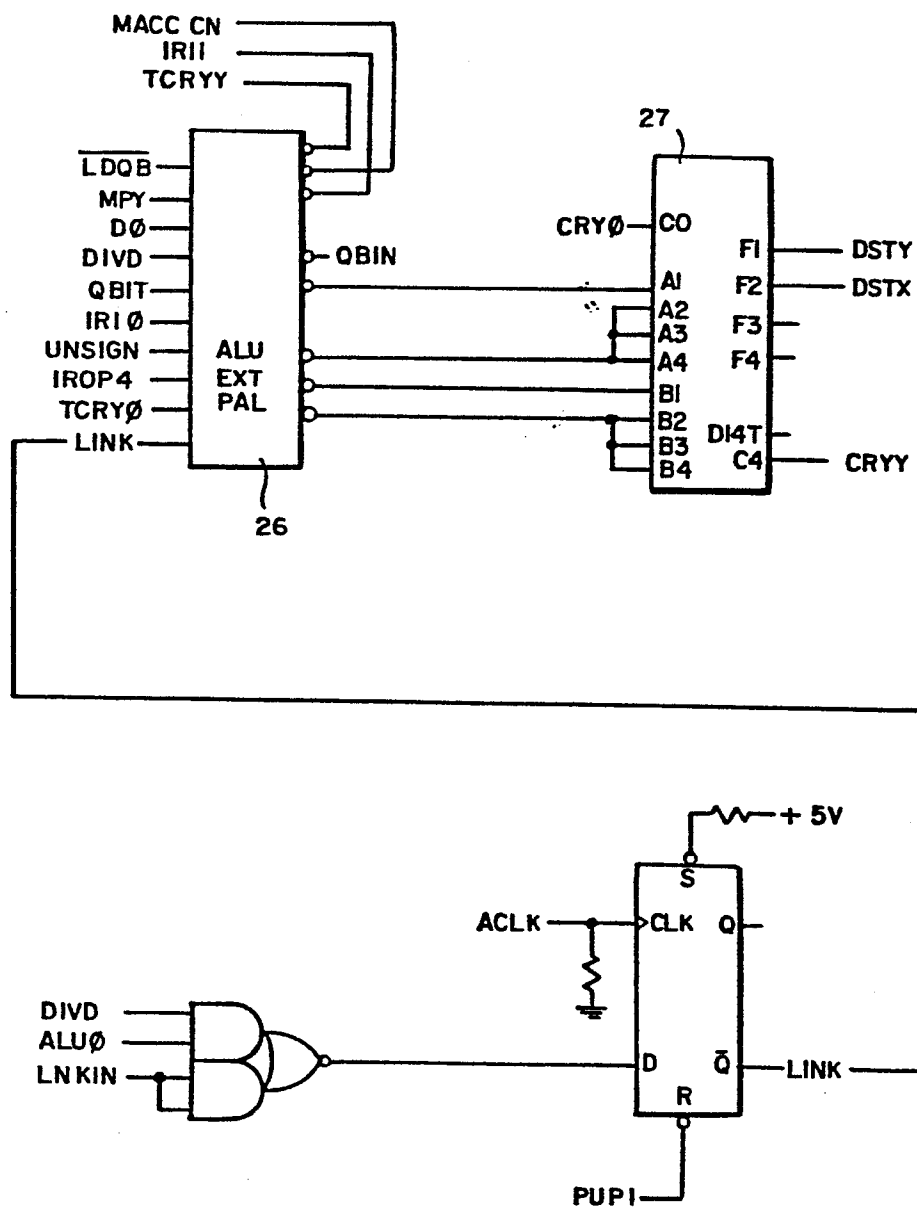 MACC CN
IR11
TCRYY
27
LDQB
MPY
DØ
DIVD
QBIT
IR1Ø
UNSIGN
IROP4
TCRYØ
LINK
ALU
EXT
PAL
QBIN
26
CRYØ
CO
A1
A2
A3
A4
B1
B2
B3
B4
F1
F2
F3
F4
D14T
C4
DSTY
DSTX
CRYY
+ 5V
S
ACLK
CLK
Q
DIVD
ALUØ
LNKIN
D
Q̄
LINK
R
PUP1